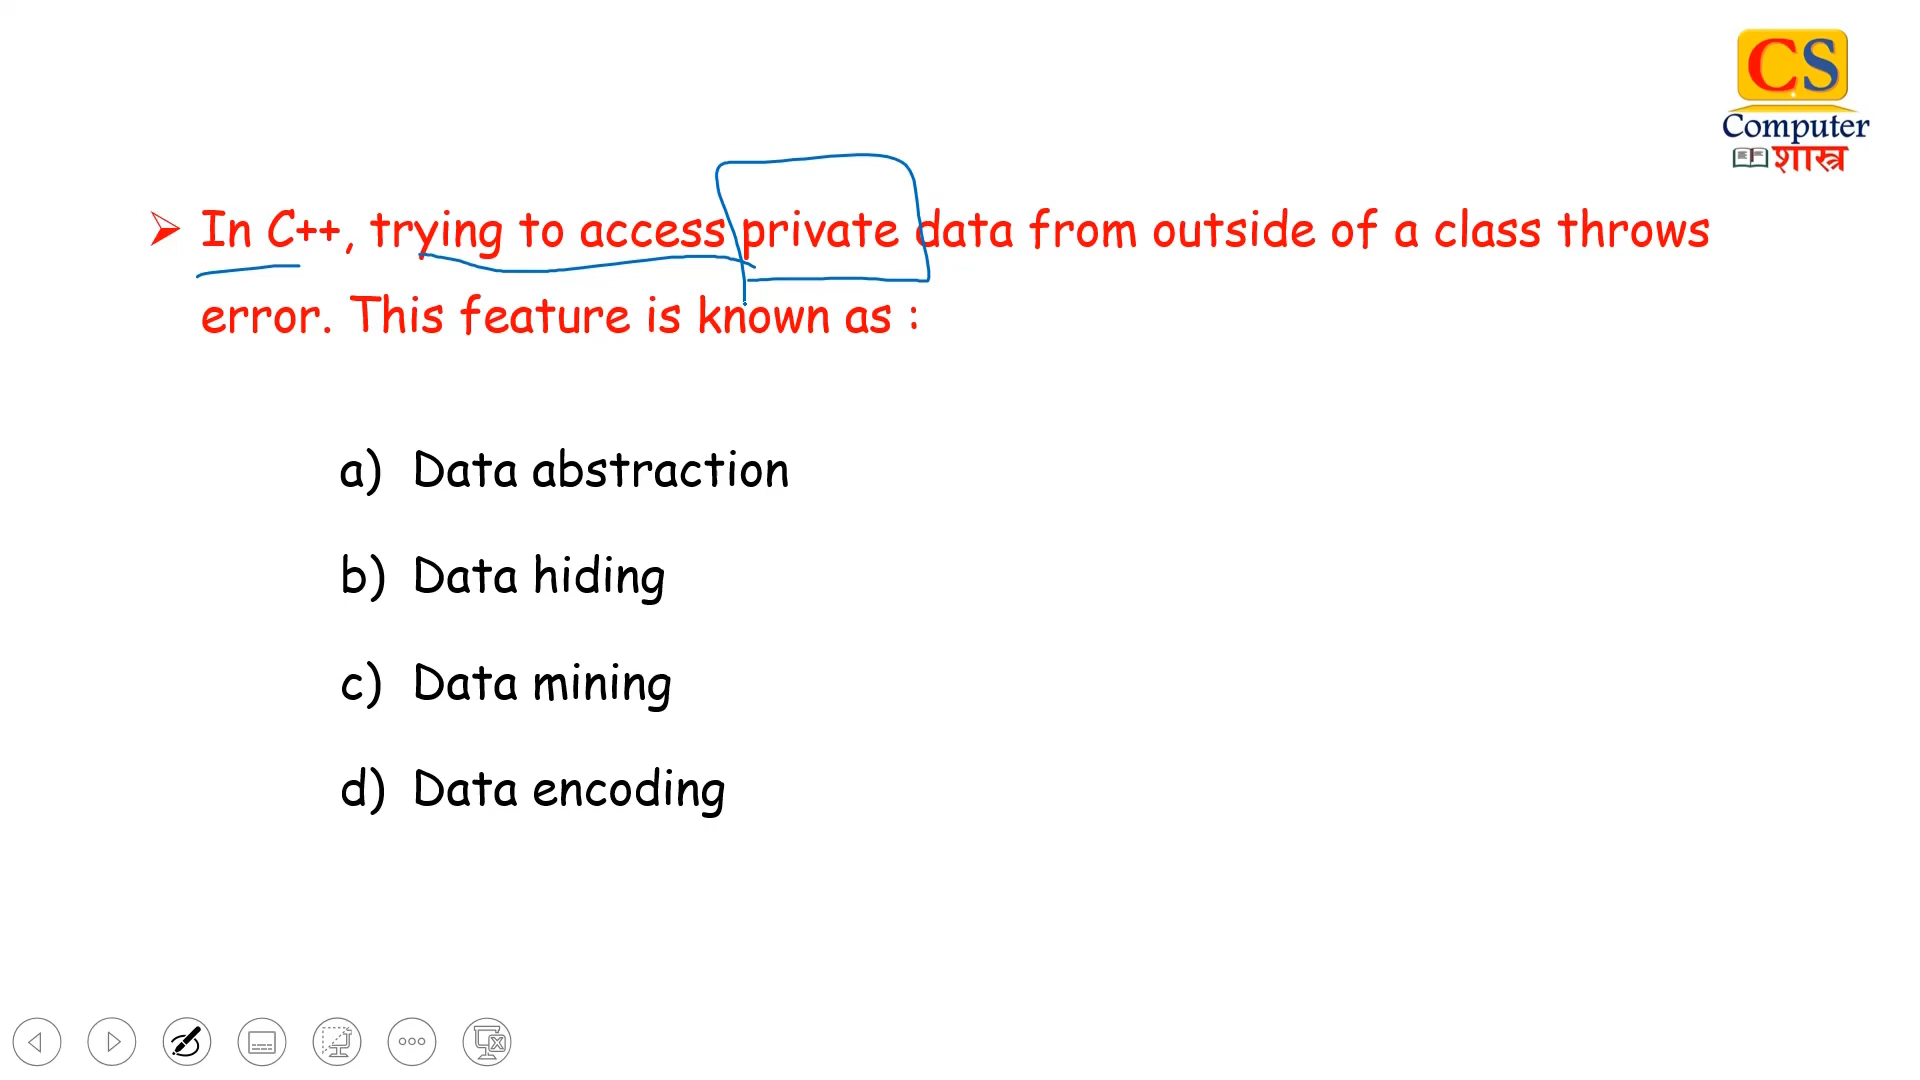 CS
Computer
शास्त्र
➢ In C++, trying to access private data from outside of a class throws
error. This feature is known as :
a) Data abstraction
b) Data hiding
c) Data mining
d) Data encoding